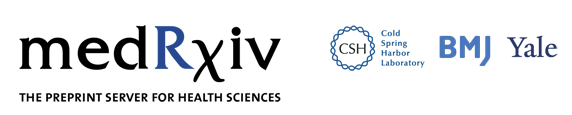 medRxiv
THE PREPRINT SERVER FOR HEALTH SCIENCES
CSH
Cold
Spring
Harbor
Laboratory
BMJ
Yale